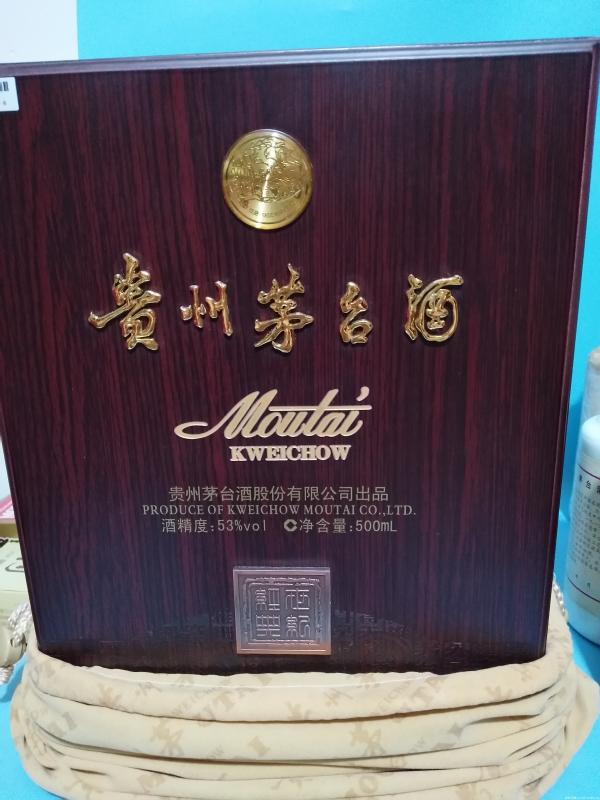 贵州茅台酒
Moutai
KWEICHOW
贵州茅台酒股份有限公司出品
PRODUCE OF KWEICHOW MOUTAI CO.,LTD.
酒精度:53%vol 净含量:500mL